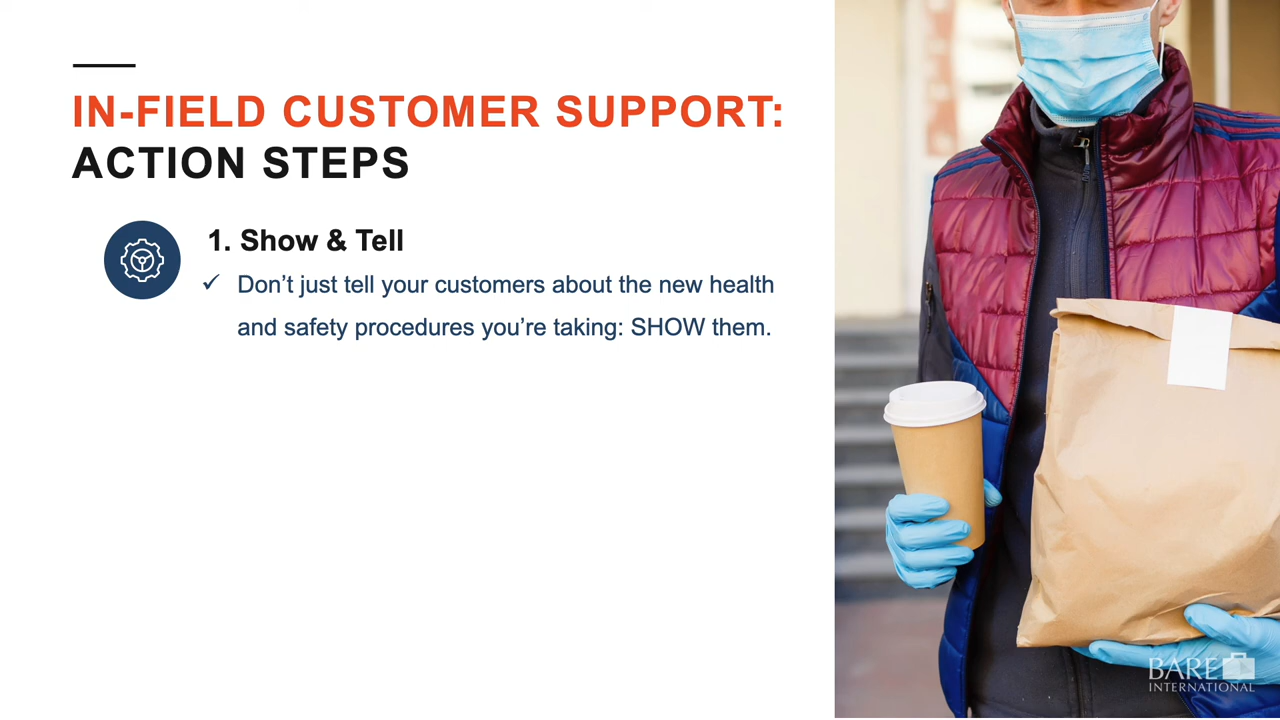 IN-FIELD CUSTOMER SUPPORT:
ACTION STEPS
1. Show & Tell
✓ Don’t just tell your customers about the new health
and safety procedures you’re taking: SHOW them.
BARE
INTERNATIONAL